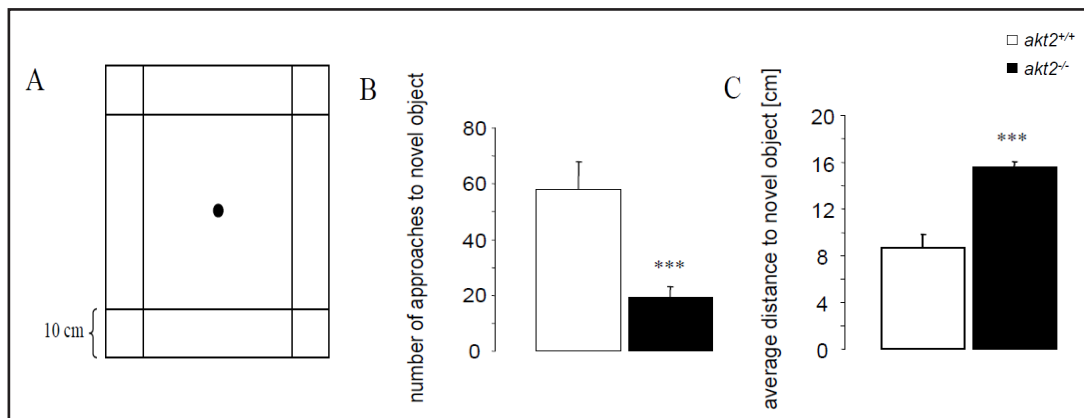 akt2+/+
akt2-/-
A
10 cm
B
number of approaches to novel object
80
60
40
20
0
***
C
average distance to novel object [cm]
20
16
12
8
4
0
***